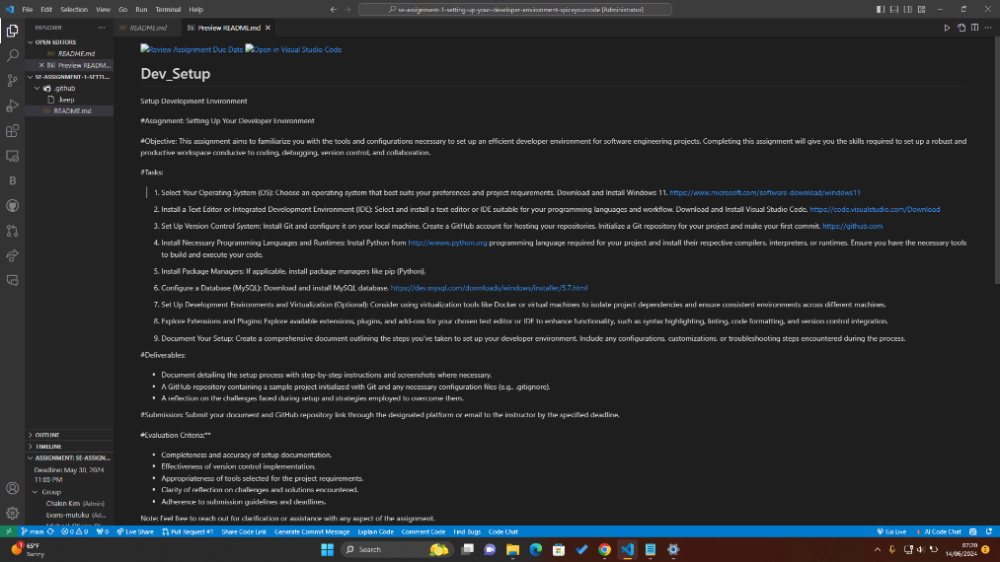 File Edit Selection View Go Run Terminal Help
se-assignment-1-setting-up-your-developer-environment-spiceyourcode [Administrator]
EXPLORER
README.md
Preview README.md
OPEN EDITORS
README.md
Preview READM...
SE-ASSIGNMENT-1-SETTI...
.github
.keep
README.md
Review Assignment Due Date Open in Visual Studio Code
Dev_Setup
Setup Development Environment
#Assignment: Setting Up Your Developer Environment
#Objective: This assignment aims to familiarize you with the tools and configurations necessary to set up an efficient developer environment for software engineering projects. Completing this assignment will give you the skills required to set up a robust and
productive workspace conducive to coding, debugging, version control, and collaboration.
#Tasks:
1. Select Your Operating System (OS): Choose an operating system that best suits your preferences and project requirements. Download and Install Windows 11. https://www.microsoft.com/software-download/windows11
2. Install a Text Editor or Integrated Development Environment (IDE): Select and install a text editor or IDE suitable for your programming languages and workflow. Download and Install Visual Studio Code. https://code.visualstudio.com/Download
3. Set Up Version Control System: Install Git and configure it on your local machine. Create a GitHub account for hosting your repositories. Initialize a Git repository for your project and make your first commit. https://github.com
4. Install Necessary Programming Languages and Runtimes: Instal Python from http://wwww.python.org programming language required for your project and install their respective compilers, interpreters, or runtimes. Ensure you have the necessary tools
to build and execute your code.
5. Install Package Managers: If applicable, install package managers like pip (Python).
6. Configure a Database (MySQL): Download and install MySQL database. https://dev.mysql.com/downloads/windows/installer/5.7.html
7. Set Up Development Environments and Virtualization (Optional): Consider using virtualization tools like Docker or virtual machines to isolate project dependencies and ensure consistent environments across different machines.
8. Explore Extensions and Plugins: Explore available extensions, plugins, and add-ons for your chosen text editor or IDE to enhance functionality, such as syntax highlighting, linting, code formatting, and version control integration.
9. Document Your Setup: Create a comprehensive document outlining the steps you've taken to set up your developer environment. Include any configurations, customizations, or troubleshooting steps encountered during the process.
#Deliverables:
• Document detailing the setup process with step-by-step instructions and screenshots where necessary.
• A GitHub repository containing a sample project initialized with Git and any necessary configuration files (e.g., .gitignore).
• A reflection on the challenges faced during setup and strategies employed to overcome them.
#Submission: Submit your document and GitHub repository link through the designated platform or email to the instructor by the specified deadline.
#Evaluation Criteria:**
• Completeness and accuracy of setup documentation.
• Effectiveness of version control implementation.
• Appropriateness of tools selected for the project requirements.
• Clarity of reflection on challenges and solutions encountered.
• Adherence to submission guidelines and deadlines.
Note: Feel free to reach out for clarification or assistance with any aspect of the assignment.
OUTLINE
TIMELINE
ASSIGNMENT: SE-ASSIGN...
Deadline: May 30, 2024
11:05 PM
Group
Chakin Kim (Admin)
Evans-mutuku (Ad...
main 0 0 0 Live Share Pull Request #1 Share Code Link Generate Commit Message Explain Code Comment Code Find Bugs Code Chat Go Live AI Code Chat
1
65°F
Sunny
Search
07:20
14/06/2024